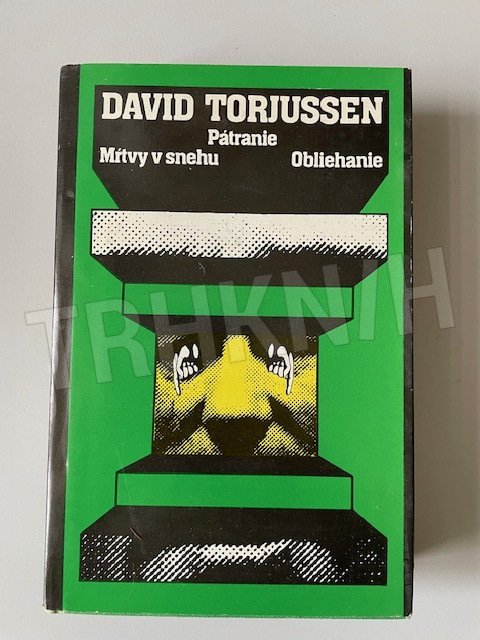 DAVID TORJUSSEN
Pátranie
Mŕtvy v snehu Obliehanie
TRHKNIH